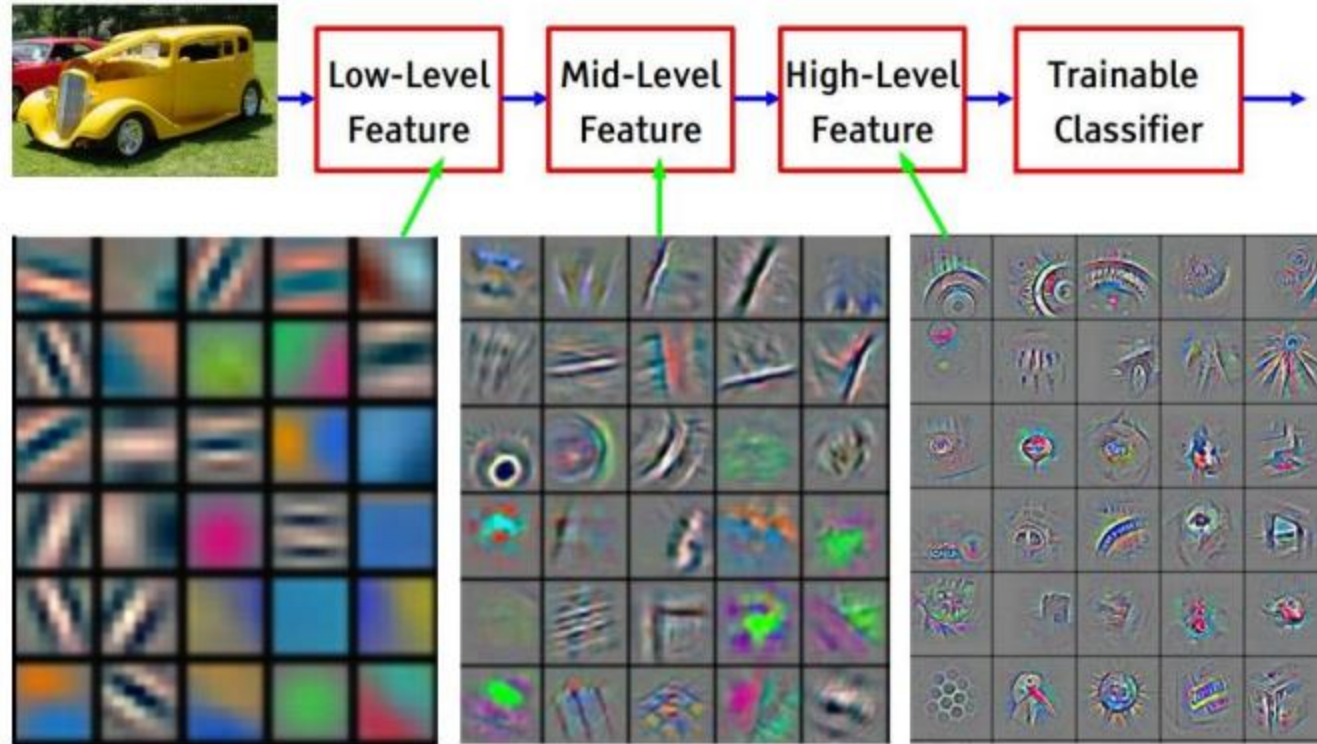 Low-Level
Feature
Mid-Level
Feature
High-Level
Feature
Trainable
Classifier